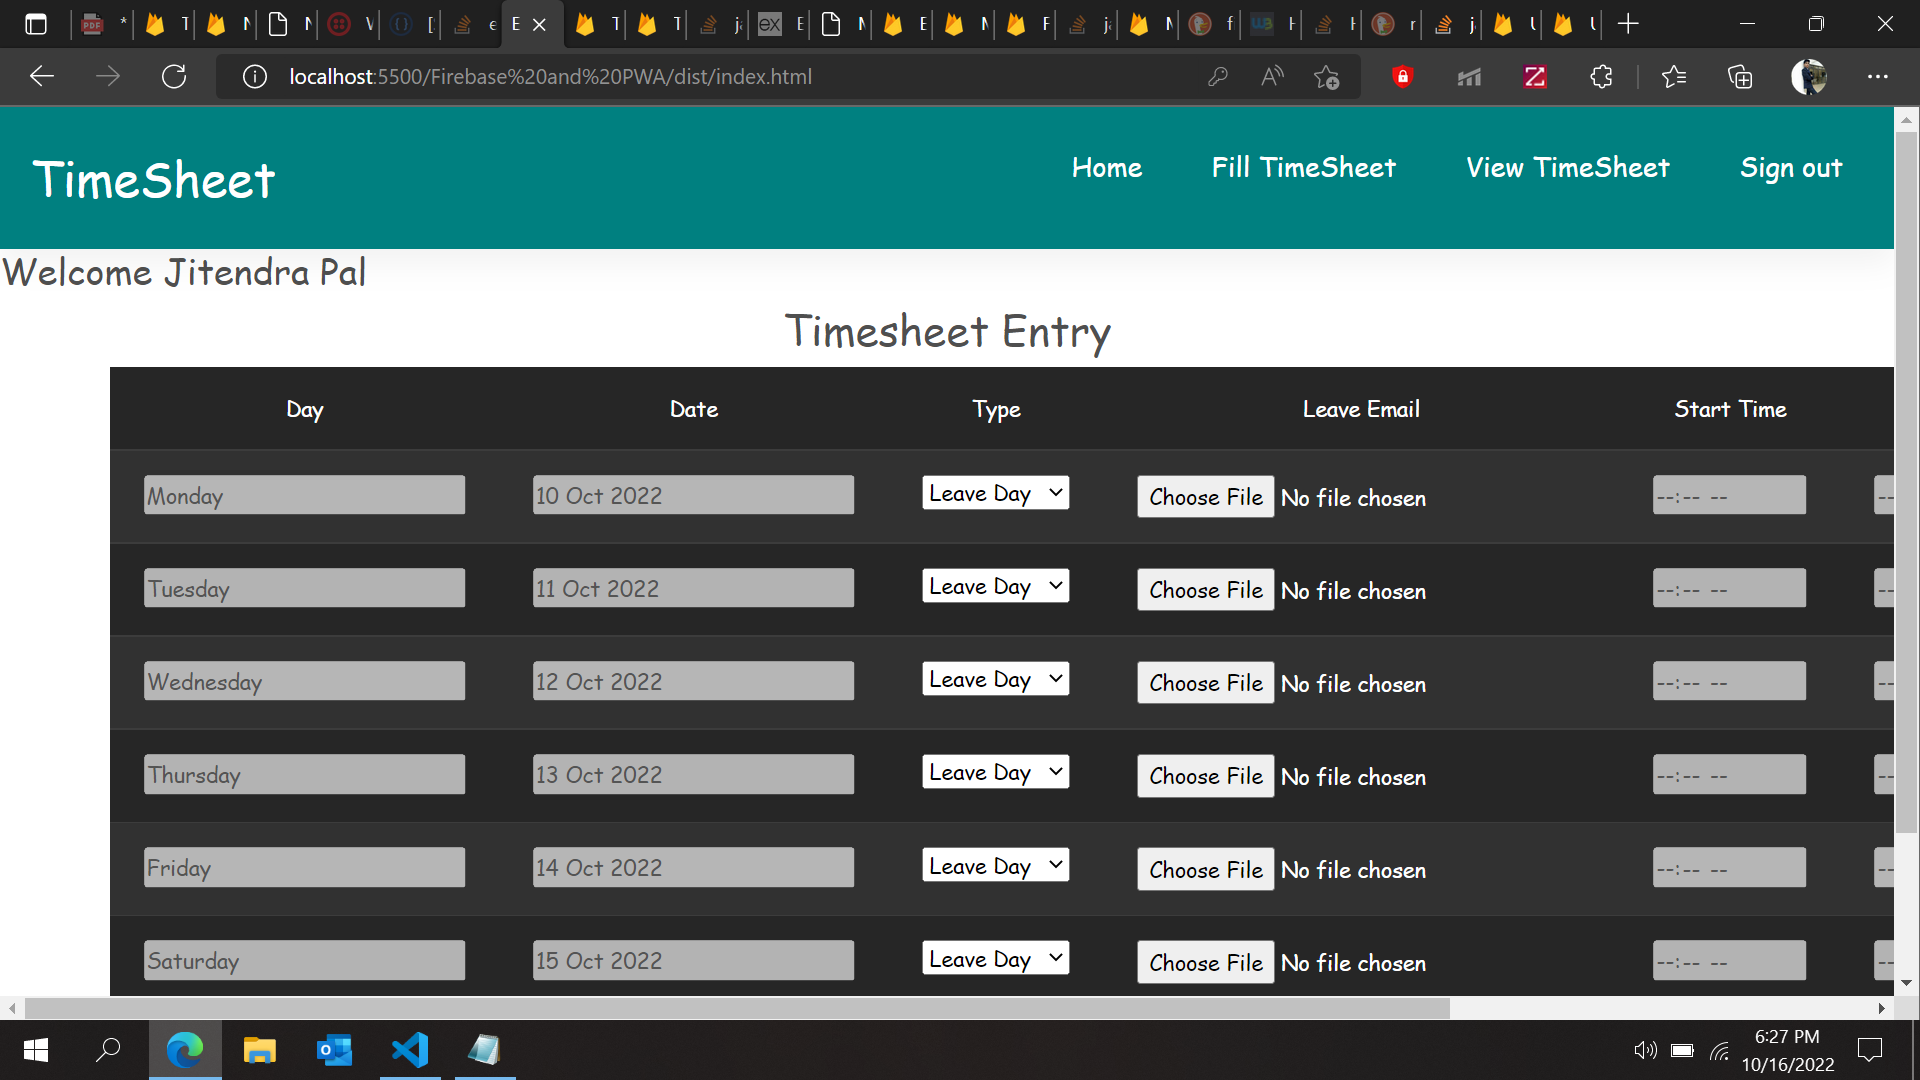 localhost:5500/Firebase%20and%20PWA/dist/index.html
TimeSheet
Home Fill TimeSheet View TimeSheet Sign out
Welcome Jitendra Pal
Timesheet Entry
Day Date Type Leave Email Start Time
Monday 10 Oct 2022 Leave Day Choose File No file chosen --:-- -- --
Tuesday 11 Oct 2022 Leave Day Choose File No file chosen --:-- -- --
Wednesday 12 Oct 2022 Leave Day Choose File No file chosen --:-- -- --
Thursday 13 Oct 2022 Leave Day Choose File No file chosen --:-- -- --
Friday 14 Oct 2022 Leave Day Choose File No file chosen --:-- -- --
Saturday 15 Oct 2022 Leave Day Choose File No file chosen --:-- -- --
6:27 PM
10/16/2022